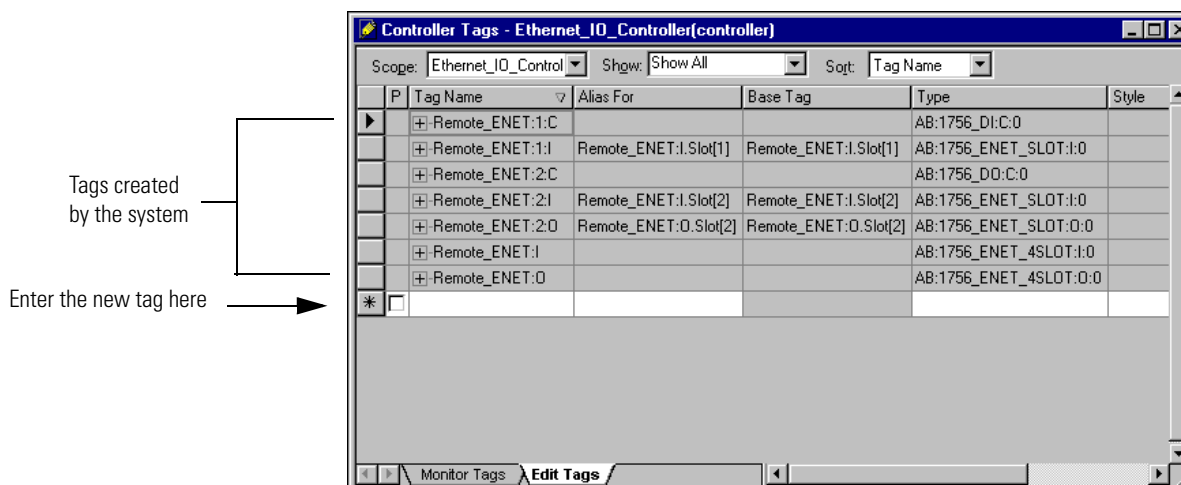 Controller Tags - Ethernet_IO_Controller(controller)
Scope: Ethernet_IO_Control Show: Show All Sort: Tag Name
P Tag Name Alias For Base Tag Type Style
Remote_ENET:1:C AB:1756_DI:C:0
Remote_ENET:1:I Remote_ENET:I.Slot[1] Remote_ENET:I.Slot[1] AB:1756_ENET_SLOT:I:0
Remote_ENET:2:C AB:1756_DO:C:0
Remote_ENET:2:I Remote_ENET:I.Slot[2] Remote_ENET:I.Slot[2] AB:1756_ENET_SLOT:I:0
Remote_ENET:2:O Remote_ENET:O.Slot[2] Remote_ENET:O.Slot[2] AB:1756_ENET_SLOT:O:0
Remote_ENET:I AB:1756_ENET_4SLOT:I:0
Remote_ENET:O AB:1756_ENET_4SLOT:O:0
Tags created
by the system
Enter the new tag here
Monitor Tags Edit Tags